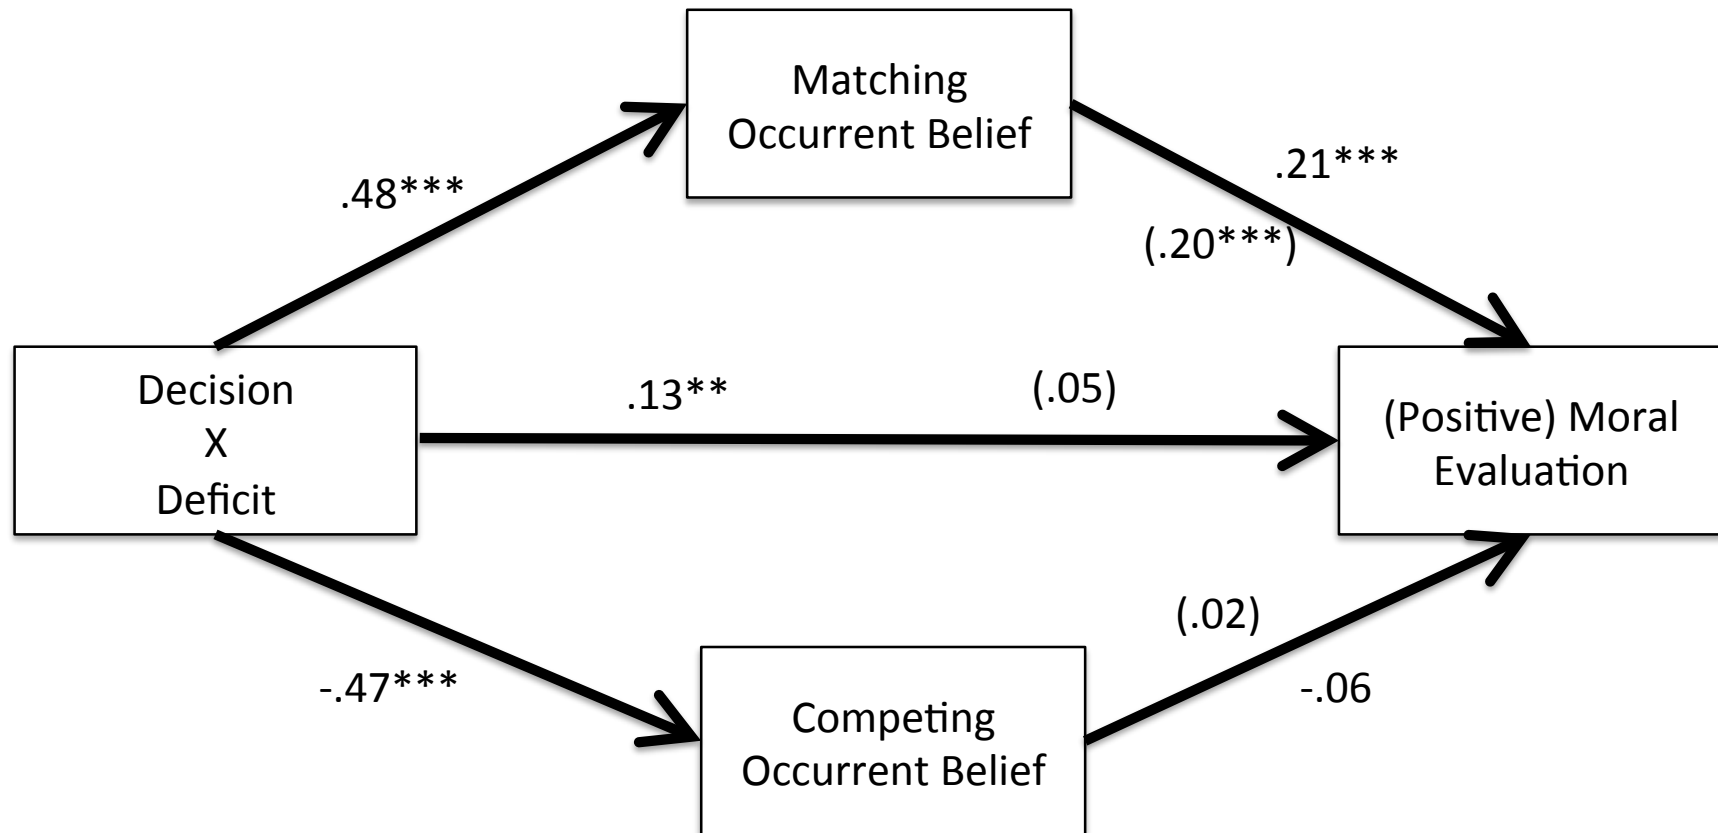 Matching
Occurrent Belief
.48***
.21***
(.20***)
Decision
X
Deficit
.13**
(.05)
(Positive) Moral
Evaluation
-.47***
(.02)
-.06
Competing
Occurrent Belief